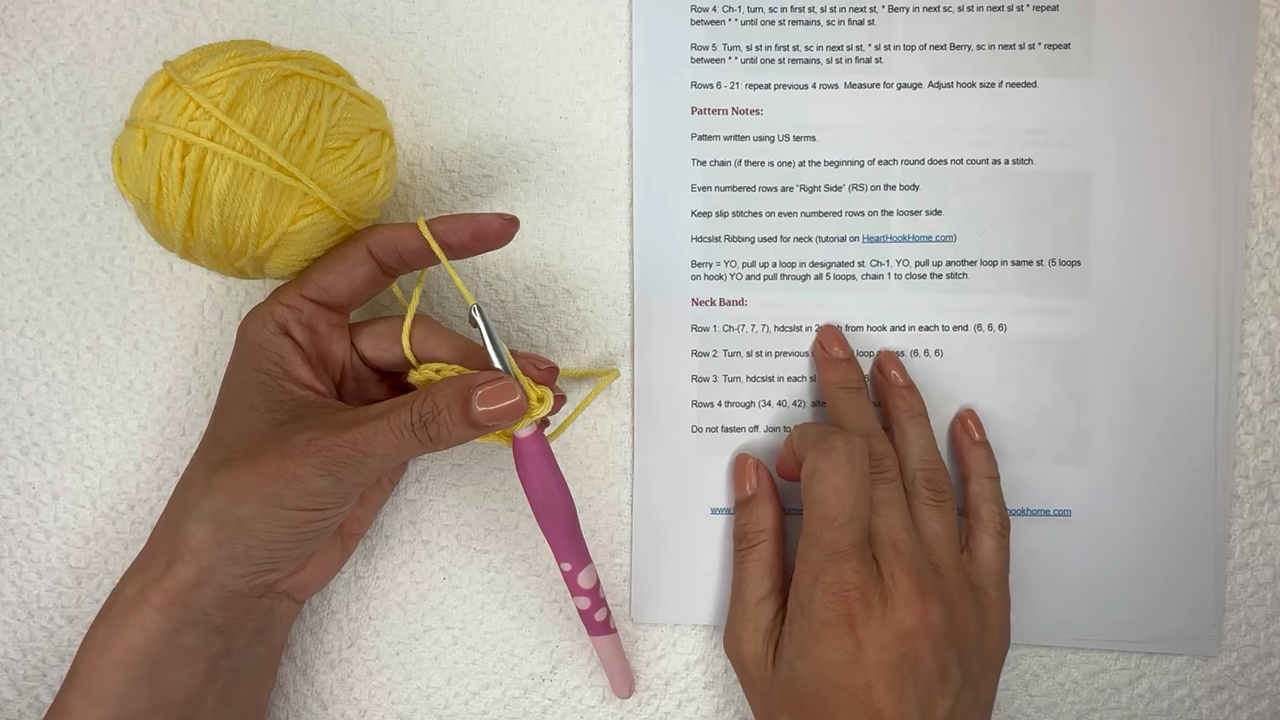 Row 4: Ch-1, turn, sc in first st, sl st in next st, * Berry in next sc, sl st in next sl st * repeat
between * * until one st remains, sc in final st.
Row 5: Turn, sl st in first st, sc in next sl st, * sl st in top of next Berry, sc in next sl st * repeat
between * * until one st remains, sl st in final st.
Rows 6 - 21: repeat previous 4 rows. Measure for gauge. Adjust hook size if needed.
Pattern Notes:
Pattern written using US terms.
The chain (if there is one) at the beginning of each round does not count as a stitch.
Even numbered rows are "Right Side" (RS) on the body.
Keep slip stitches on even numbered rows on the looser side.
Hdcslst Ribbing used for neck (tutorial on HeartHookHome.com)
Berry = YO, pull up a loop in designated st. Ch-1, YO, pull up another loop in same st. (5 loops
on hook) YO and pull through all 5 loops, chain 1 to close the stitch.
Neck Band:
Row 1: Ch-(7, 7, 7), hdcslst in from hook and in each to end. (6, 6, 6)
Row 2: Turn, sl st in previous loop (6, 6, 6)
Row 3: Turn, hdcslst in each
Rows 4 through (34, 40, 42):
Do not fasten off. Join to